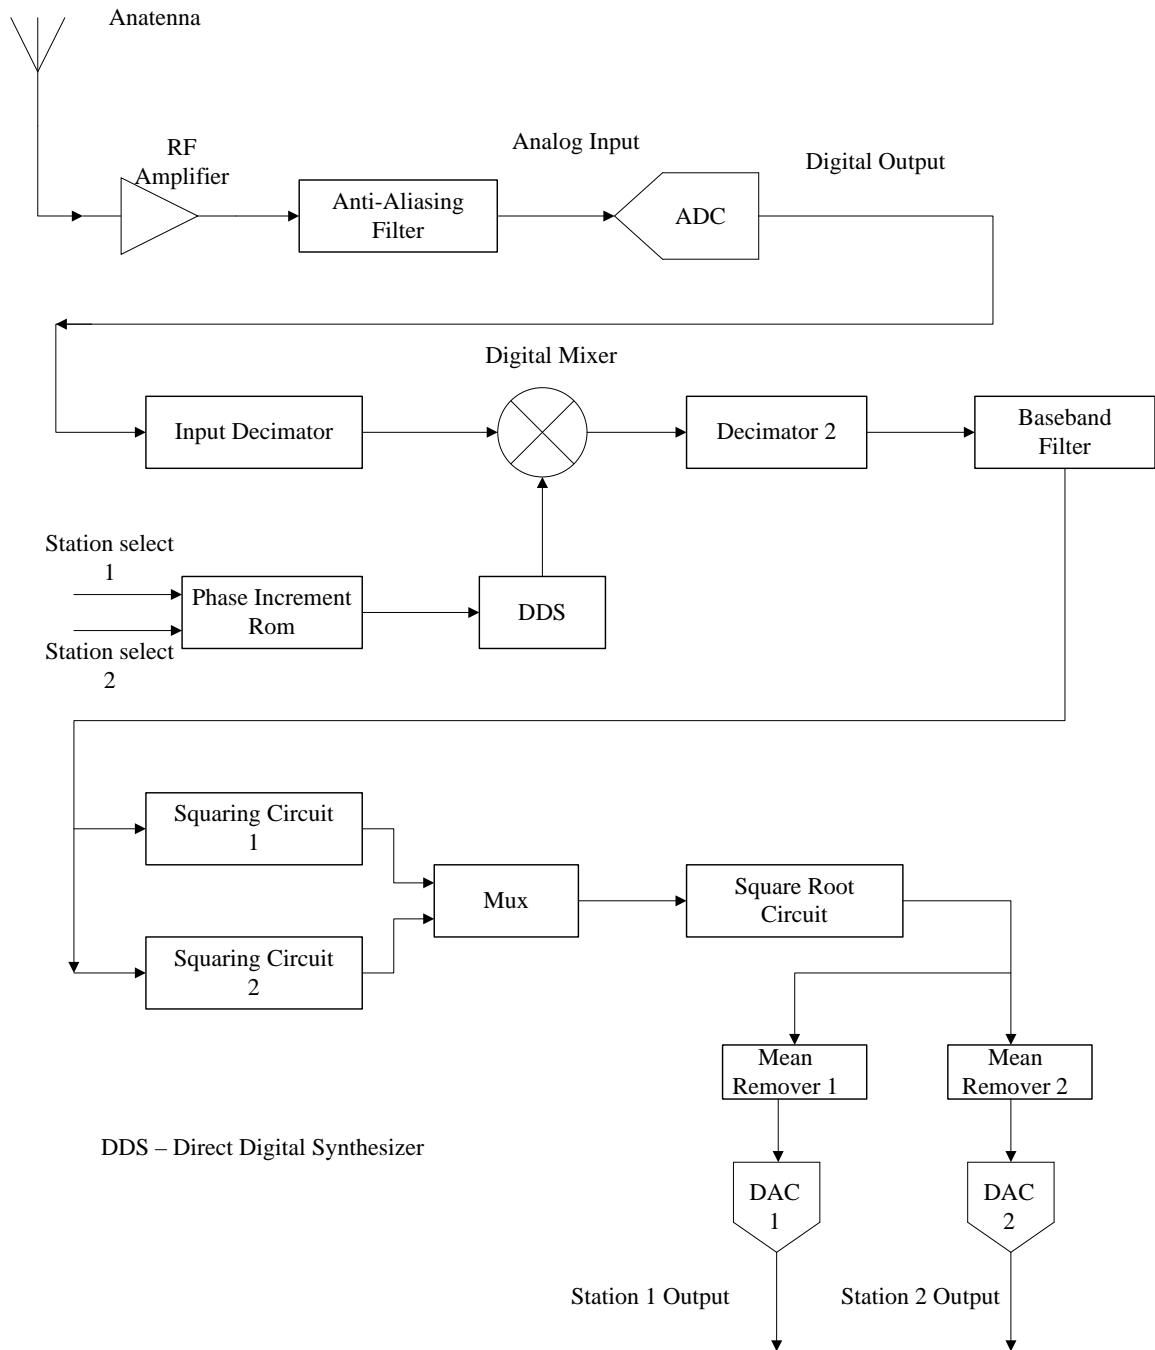 Anatenna
RF
Amplifier
Anti-Aliasing
Filter
Analog Input
ADC
Digital Output
Digital Mixer
Input Decimator
Decimator 2
Baseband
Filter
Station select
1
Phase Increment
Rom
DDS
Station select
2
Squaring Circuit
1
Mux
Square Root
Circuit
Squaring Circuit
2
Mean
Remover 1
Mean
Remover 2
DDS – Direct Digital Synthesizer
DAC
1
DAC
2
Station 1 Output
Station 2 Output